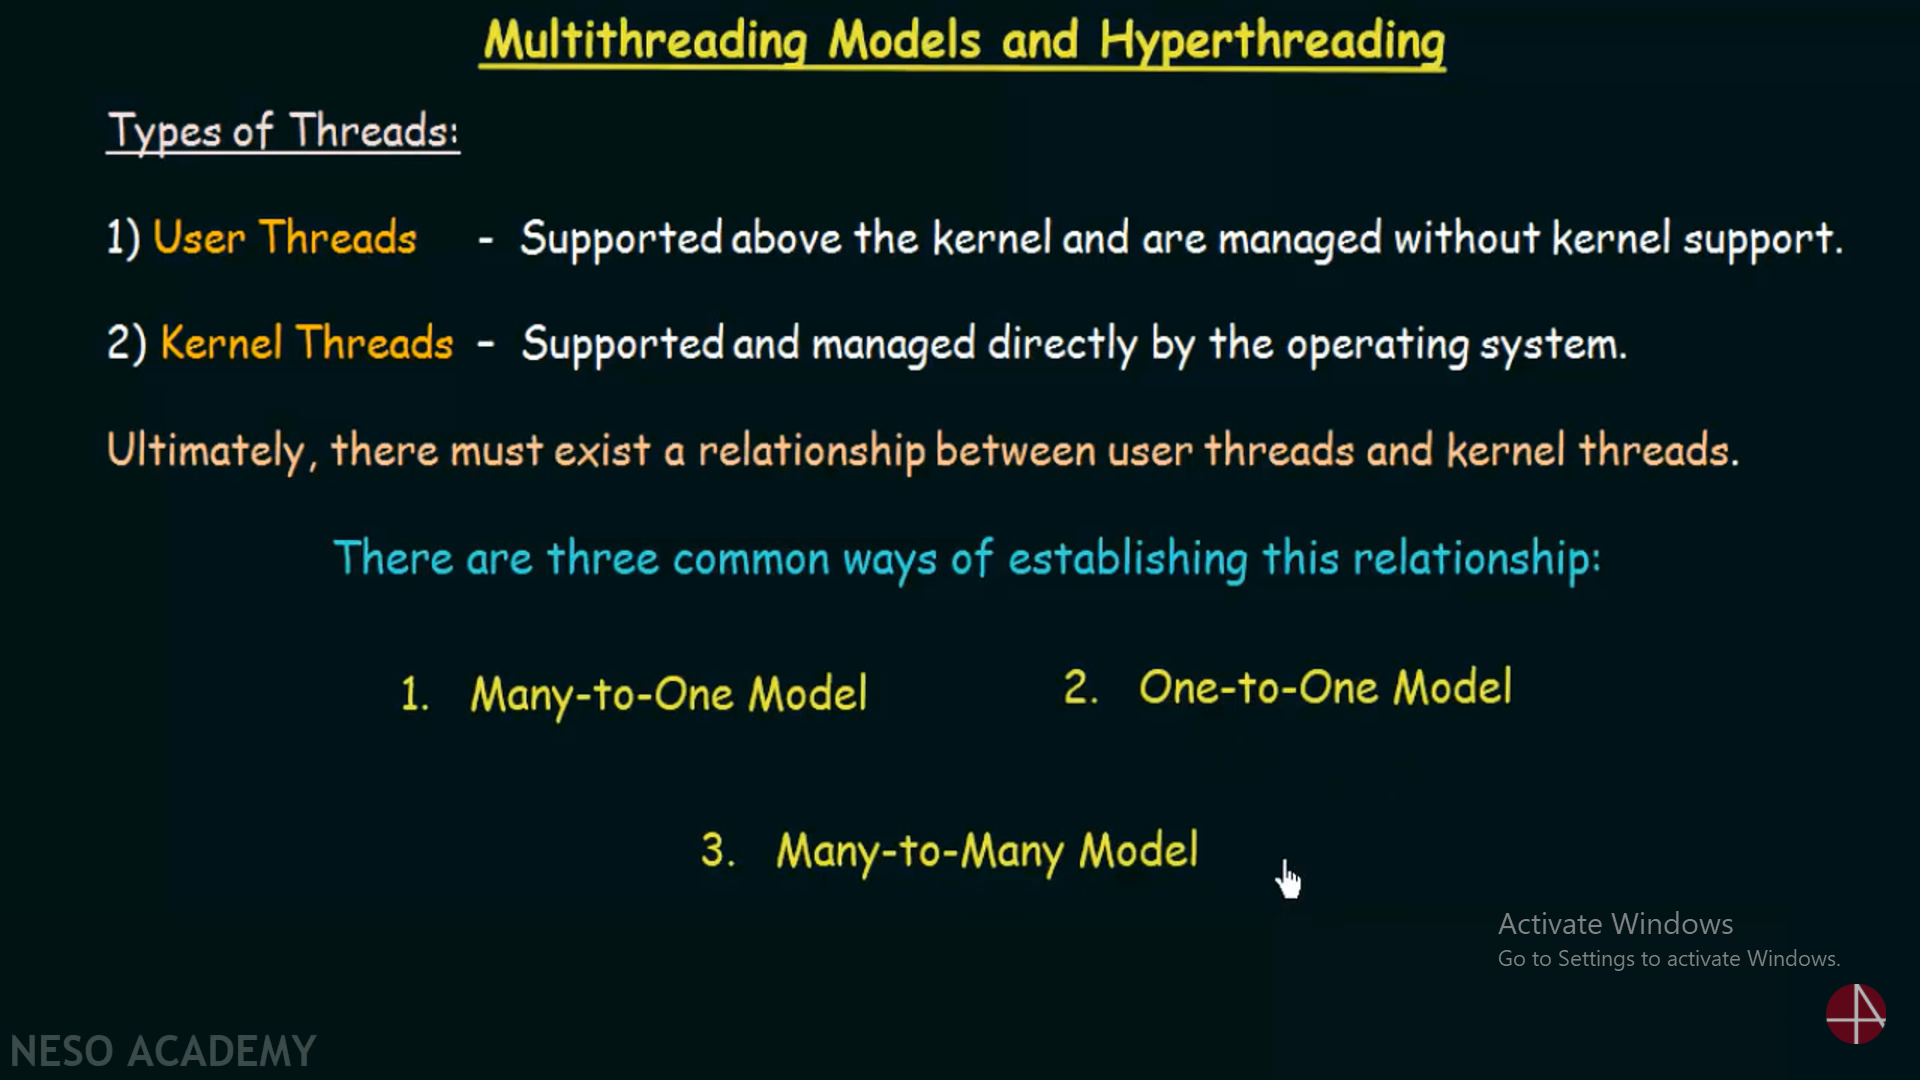 Multithreading Models and Hyperthreading
Types of Threads:
1) User Threads - Supported above the kernel and are managed without kernel support.
2) Kernel Threads - Supported and managed directly by the operating system.
Ultimately, there must exist a relationship between user threads and kernel threads.
There are three common ways of establishing this relationship:
1. Many-to-One Model
2. One-to-One Model
3. Many-to-Many Model
Activate Windows
Go to Settings to activate Windows.
NESO ACADEMY